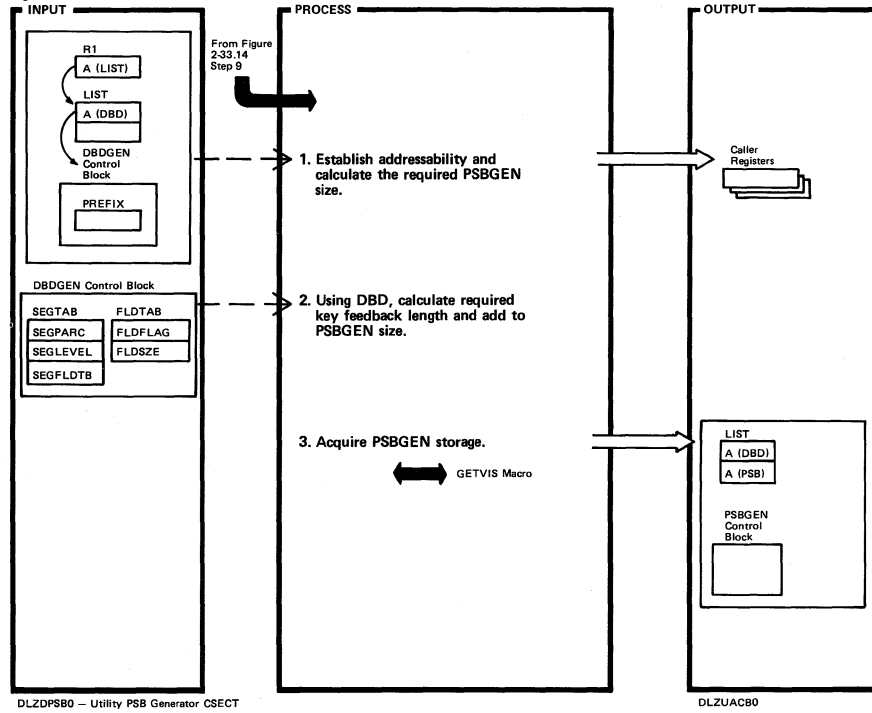 INPUT
R1
A (LIST)
LIST
A (DBD)
DBDGEN
Control
Block
PREFIX
DBDGEN Control Block
SEGTAB
SEGPARC
SEGLEVEL
SEGFLDTB
FLDTAB
FLDFLAG
FLDSZE
From Figure
2-33.14
Step 9
PROCESS
1. Establish addressability and
calculate the required PSBGEN
size.
2. Using DBD, calculate required
key feedback length and add to
PSBGEN size.
3. Acquire PSBGEN storage.
GETVIS Macro
OUTPUT
Caller
Registers
LIST
A (DBD)
A (PSB)
PSBGEN
Control
Block
DLZDPSB0 — Utility PSB Generator CSECT
DLZUACB0